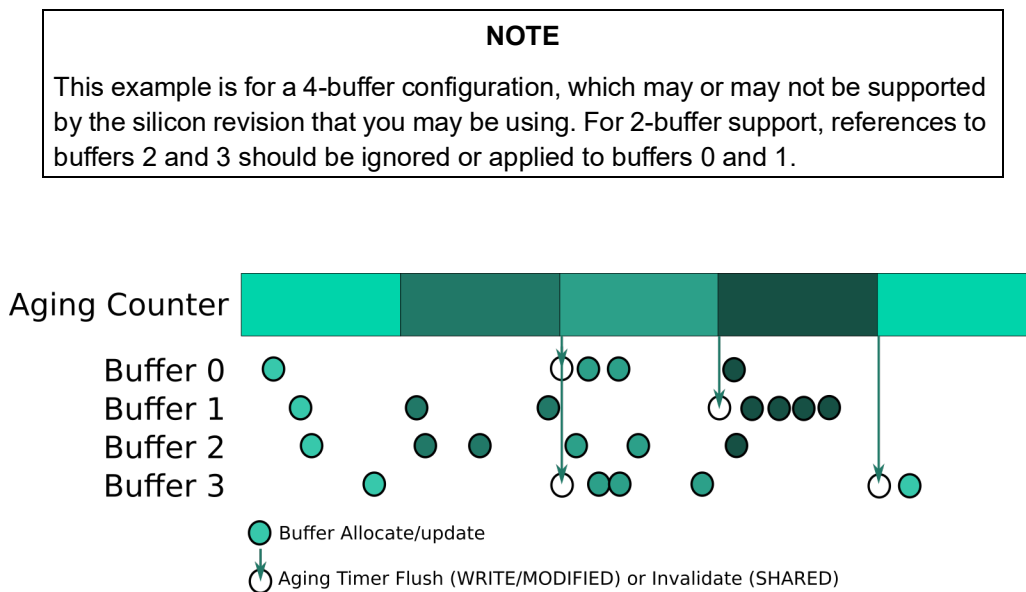 NOTE
This example is for a 4-buffer configuration, which may or may not be supported
by the silicon revision that you may be using. For 2-buffer support, references to
buffers 2 and 3 should be ignored or applied to buffers 0 and 1.
Aging Counter
Buffer 0
Buffer 1
Buffer 2
Buffer 3
Buffer Allocate/update
Aging Timer Flush (WRITE/MODIFIED) or Invalidate (SHARED)